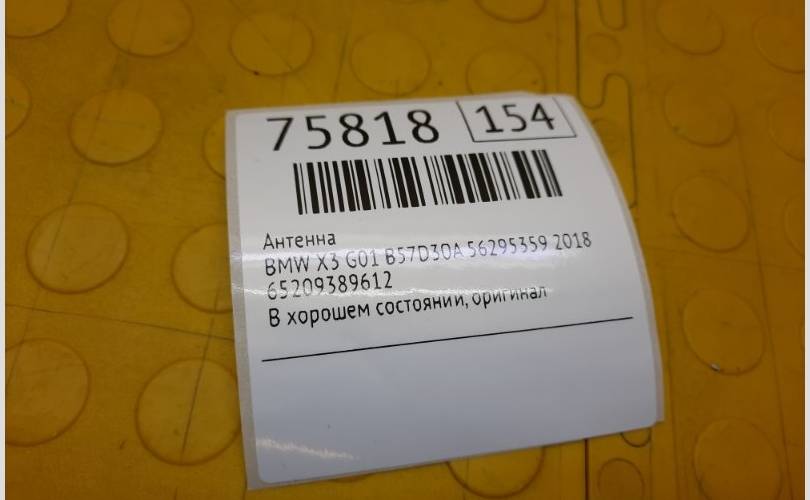 75818 154
Антенна
BMW X3 G01 B57D30A 56295359 2018
65209389612
В хорошем состоянии, оригинал